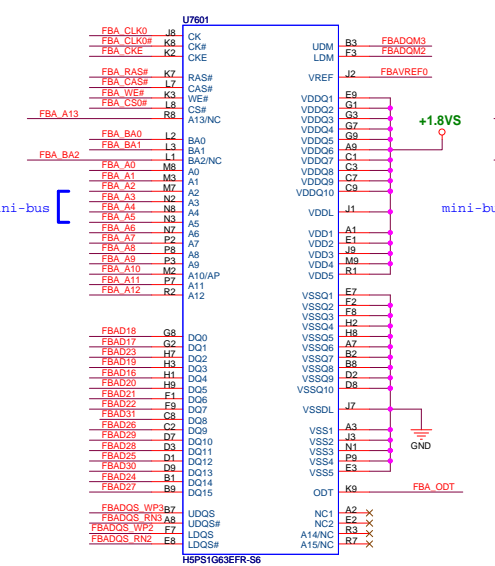 U7601
FBA_CLK0 J8 CK
FBA_CLK0# K8 CK#
FBA_CKE K2 CKE
FBA_RAS# K7 RAS#
FBA_CAS# L7 CAS#
FBA_WE# K3 WE#
FBA_CS0# L8 CS#
FBA_A13 R8 A13/NC
FBA_BA0 L2 BA0
FBA_BA1 L3 BA1
FBA_BA2 L1 BA2/NC
FBA_A0 M8 A0
FBA_A1 M3 A1
FBA_A2 M7 A2
FBA_A3 N2 A3
FBA_A4 N8 A4
FBA_A5 N3 A5
FBA_A6 N7 A6
FBA_A7 P2 A7
FBA_A8 P8 A8
FBA_A9 P3 A9
FBA_A10 M2 A10/AP
FBA_A11 P7 A11
FBA_A12 R2 A12
ni-bus
FBAD18 G8 DQ0
FBAD17 G2 DQ1
FBAD23 H7 DQ2
FBAD19 H3 DQ3
FBAD16 H1 DQ4
FBAD20 H9 DQ5
FBAD21 F1 DQ6
FBAD22 F9 DQ7
FBAD31 C8 DQ8
FBAD26 C2 DQ9
FBAD29 D7 DQ10
FBAD28 D3 DQ11
FBAD25 D1 DQ12
FBAD30 D9 DQ13
FBAD24 B1 DQ14
FBAD27 B9 DQ15
FBADQS_WP3 B7 UDQS
FBADQS_RN3 A8 UDQS#
FBADQS_WP2 F7 LDQS
FBADQS_RN2 E8 LDQS#
UDM B3 FBADQM3
LDM F3 FBADQM2
VREF J2 FBAVREF0
VDDQ1 E9
VDDQ2 G1
VDDQ3 G3
VDDQ4 G7
VDDQ5 G9
VDDQ6 A9
VDDQ7 C1
VDDQ8 C3
VDDQ9 C7
VDDQ10 C9
+1.8VS
VDDL J1
mini-bu
VDD1 A1
VDD2 E1
VDD3 J9
VDD4 M9
VDD5 R1
VSSQ1 E7
VSSQ2 F2
VSSQ3 F8
VSSQ4 H2
VSSQ5 H8
VSSQ6 A7
VSSQ7 B2
VSSQ8 B8
VSSQ9 D2
VSSQ10 D8
VSSDL J7
VSS1 A3
VSS2 J3
VSS3 N1
VSS4 P9
VSS5 E3
GND
ODT K9 FBA_ODT
NC1 A2
NC2 E2
A14/NC R3
A15/NC R7
H5PS1G63EFR-S6